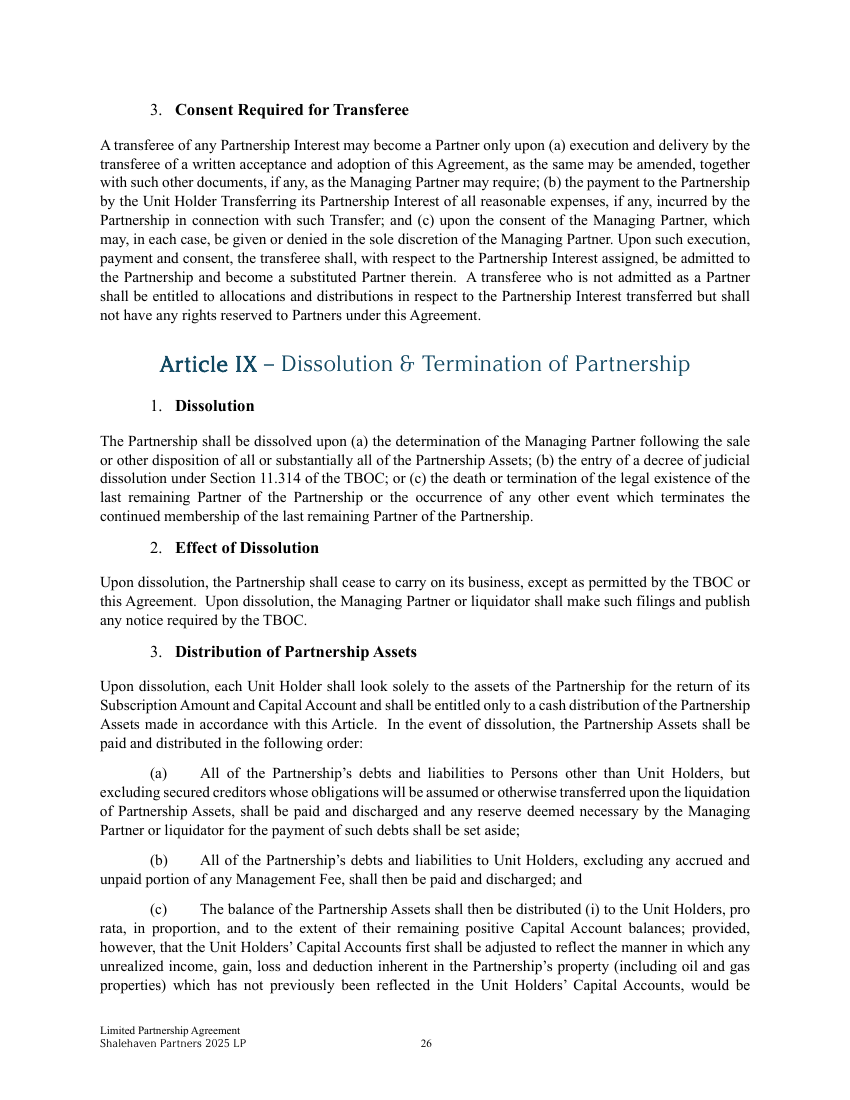 3. Consent Required for Transferee
A transferee of any Partnership Interest may become a Partner only upon (a) execution and delivery by the
transferee of a written acceptance and adoption of this Agreement, as the same may be amended, together
with such other documents, if any, as the Managing Partner may require; (b) the payment to the Partnership
by the Unit Holder Transferring its Partnership Interest of all reasonable expenses, if any, incurred by the
Partnership in connection with such Transfer; and (c) upon the consent of the Managing Partner, which
may, in each case, be given or denied in the sole discretion of the Managing Partner. Upon such execution,
payment and consent, the transferee shall, with respect to the Partnership Interest assigned, be admitted to
the Partnership and become a substituted Partner therein. A transferee who is not admitted as a Partner
shall be entitled to allocations and distributions in respect to the Partnership Interest transferred but shall
not have any rights reserved to Partners under this Agreement.
Article IX – Dissolution & Termination of Partnership
1. Dissolution
The Partnership shall be dissolved upon (a) the determination of the Managing Partner following the sale
or other disposition of all or substantially all of the Partnership Assets; (b) the entry of a decree of judicial
dissolution under Section 11.314 of the TBOC; or (c) the death or termination of the legal existence of the
last remaining Partner of the Partnership or the occurrence of any other event which terminates the
continued membership of the last remaining Partner of the Partnership.
2. Effect of Dissolution
Upon dissolution, the Partnership shall cease to carry on its business, except as permitted by the TBOC or
this Agreement. Upon dissolution, the Managing Partner or liquidator shall make such filings and publish
any notice required by the TBOC.
3. Distribution of Partnership Assets
Upon dissolution, each Unit Holder shall look solely to the assets of the Partnership for the return of its
Subscription Amount and Capital Account and shall be entitled only to a cash distribution of the Partnership
Assets made in accordance with this Article. In the event of dissolution, the Partnership Assets shall be
paid and distributed in the following order:
(a) All of the Partnership’s debts and liabilities to Persons other than Unit Holders, but
excluding secured creditors whose obligations will be assumed or otherwise transferred upon the liquidation
of Partnership Assets, shall be paid and discharged and any reserve deemed necessary by the Managing
Partner or liquidator for the payment of such debts shall be set aside;
(b) All of the Partnership’s debts and liabilities to Unit Holders, excluding any accrued and
unpaid portion of any Management Fee, shall then be paid and discharged; and
(c) The balance of the Partnership Assets shall then be distributed (i) to the Unit Holders, pro
rata, in proportion, and to the extent of their remaining positive Capital Account balances; provided,
however, that the Unit Holders’ Capital Accounts first shall be adjusted to reflect the manner in which any
unrealized income, gain, loss and deduction inherent in the Partnership’s property (including oil and gas
properties) which has not previously been reflected in the Unit Holders’ Capital Accounts, would be
Limited Partnership Agreement
Shalehaven Partners 2025 LP 26